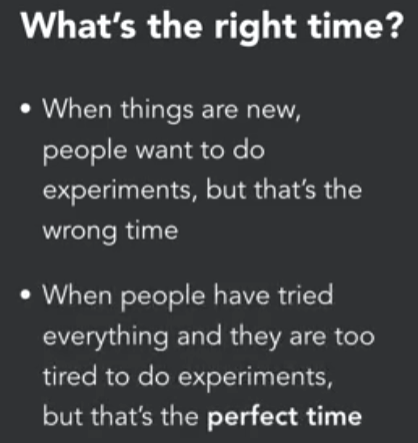 What's the right time?
• When things are new,
people want to do
experiments, but that's the
wrong time
• When people have tried
everything and they are too
tired to do experiments,
but that's the perfect time